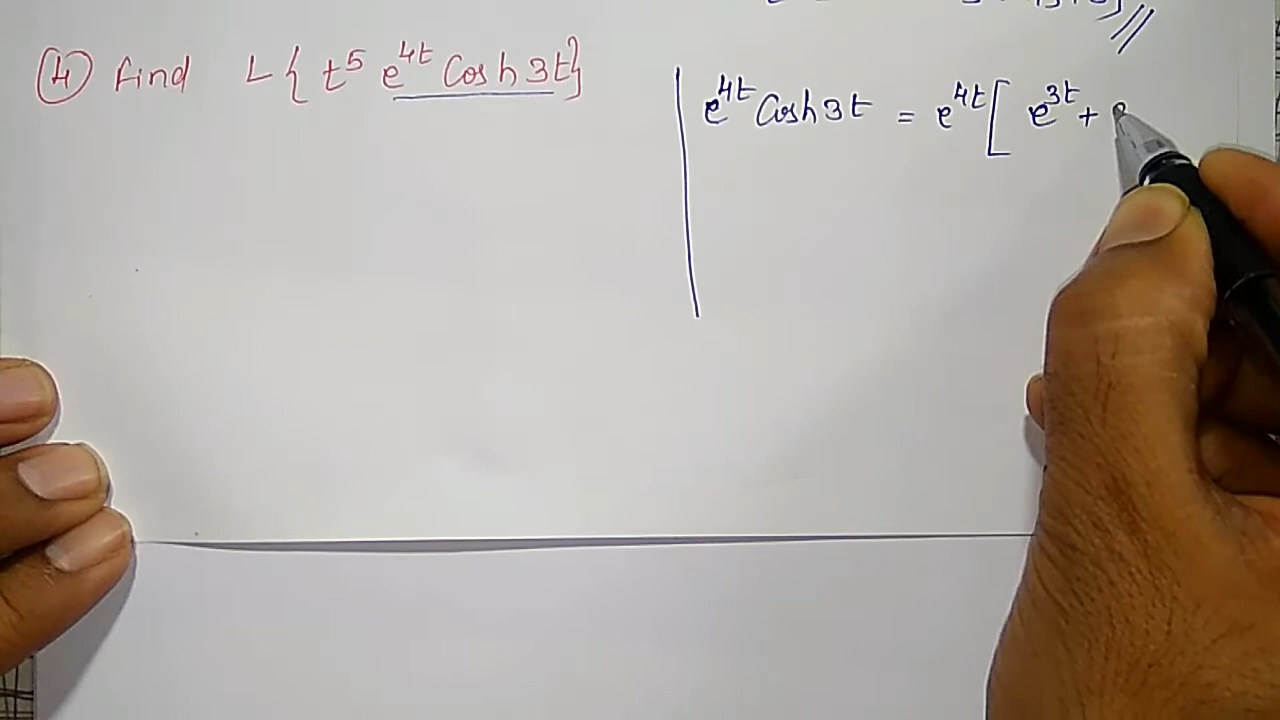 ④ Find L{ t⁵ e⁴ᵗ Cosh 3t}
e⁴ᵗ Cosh 3t = e⁴ᵗ [ e³ᵗ +